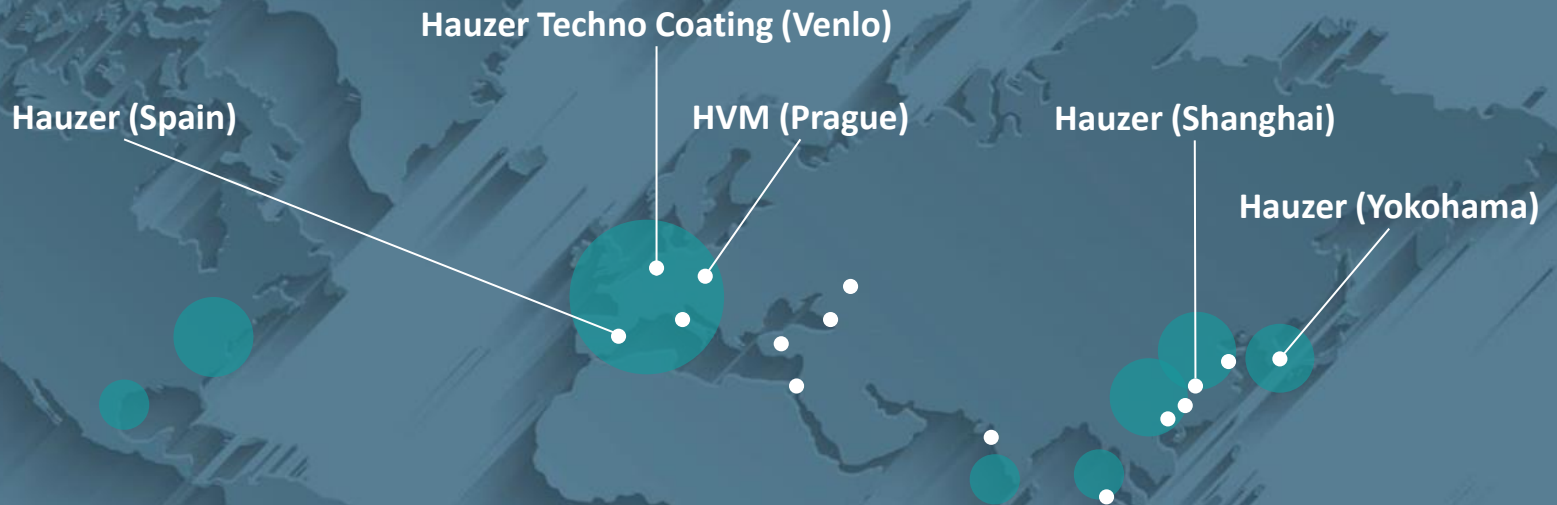 Hauzer Techno Coating (Venlo)
Hauzer (Spain)
HVM (Prague)
Hauzer (Shanghai)
Hauzer (Yokohama)